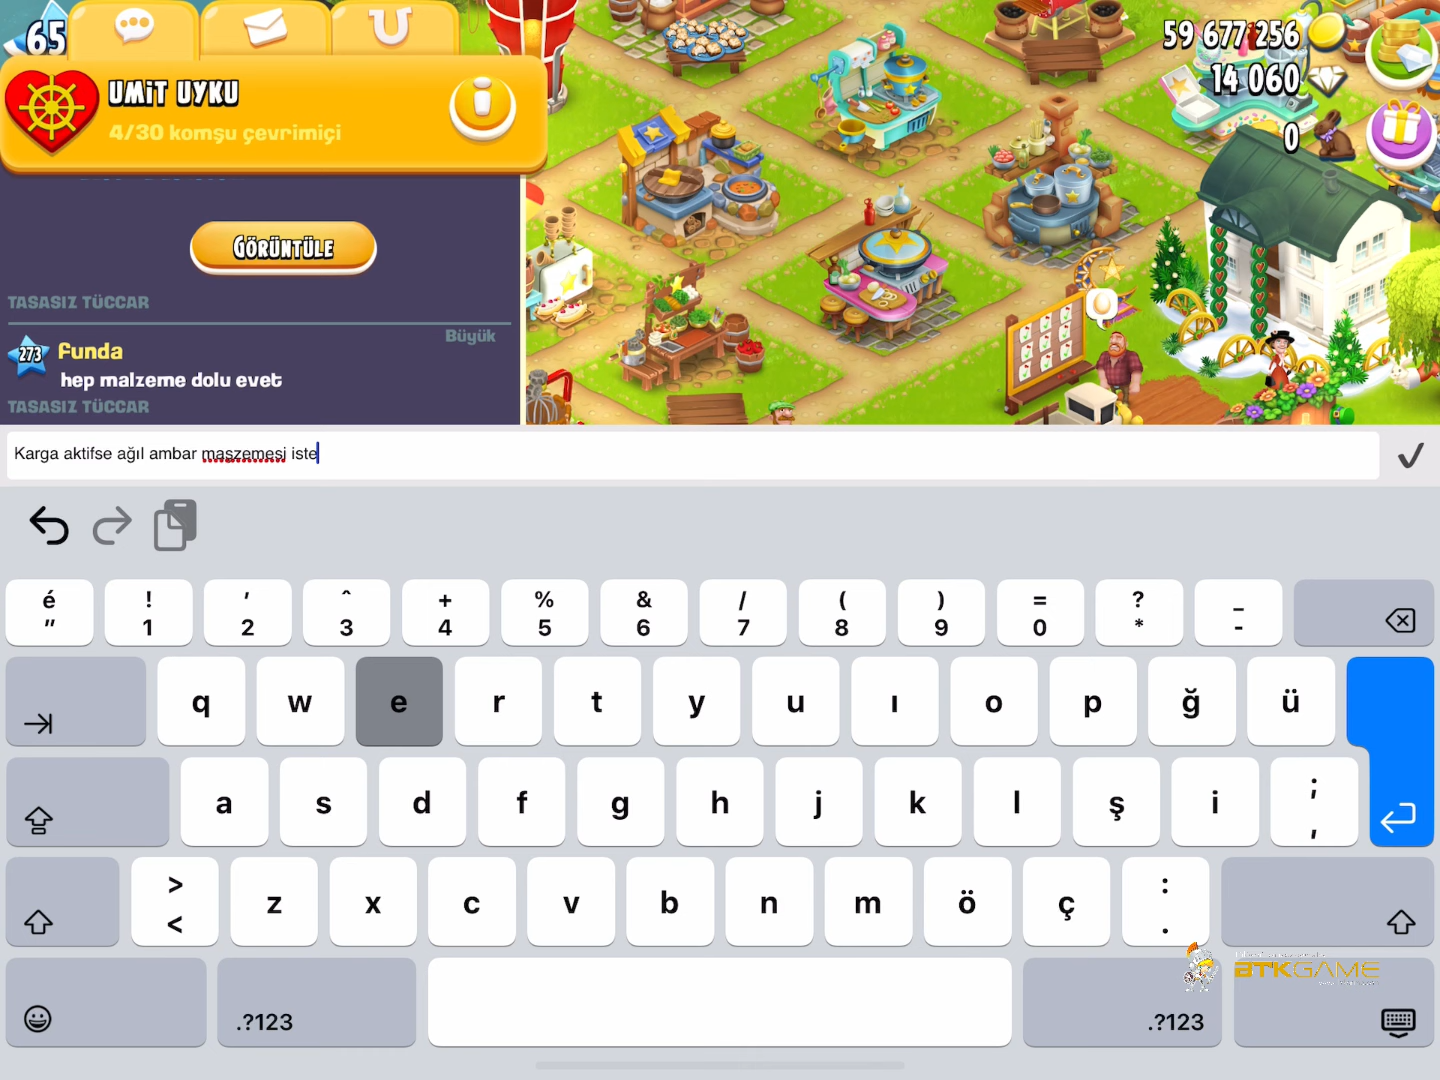 65
59 677 256
14 060
0
UMİT UYKU
4/30 komşu çevrimiçi
GÖRÜNTÜLE
TASASIZ TÜCCAR
Büyük
273 Funda
hep malzeme dolu evet
TASASIZ TÜCCAR
Karga aktifse ağıl ambar maşzemesi iste
é ! ' ^ + % & / ( ) = ? _
" 1 2 3 4 5 6 7 8 9 0 * -
q w e r t y u ı o p ğ ü
a s d f g h j k l ş i ; ,
> < z x c v b n m ö ç : .
.?123 .?123
ATKGAME